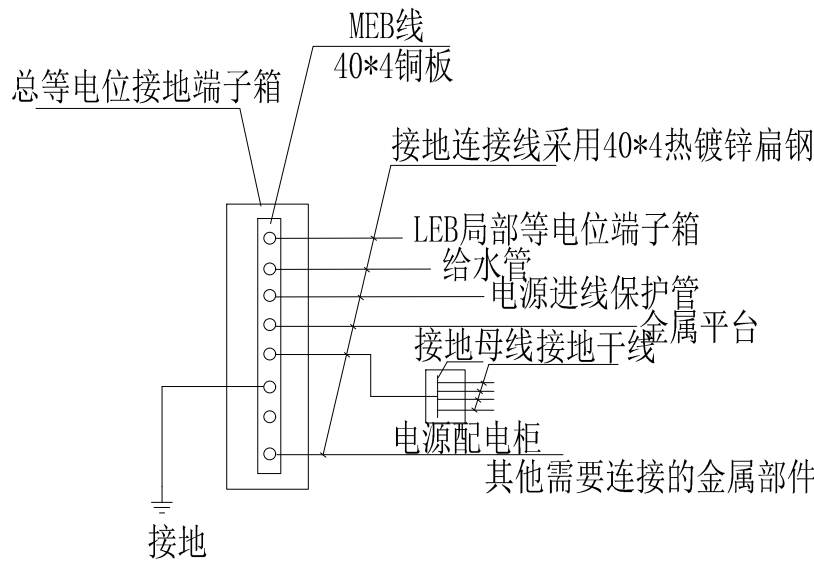 MEB线
40*4铜板
总等电位接地端子箱
接地连接线采用40*4热镀锌扁钢
LEB局部等电位端子箱
给水管
电源进线保护管
金属平台
接地母线接地干线
电源配电柜
其他需要连接的金属部件
接地